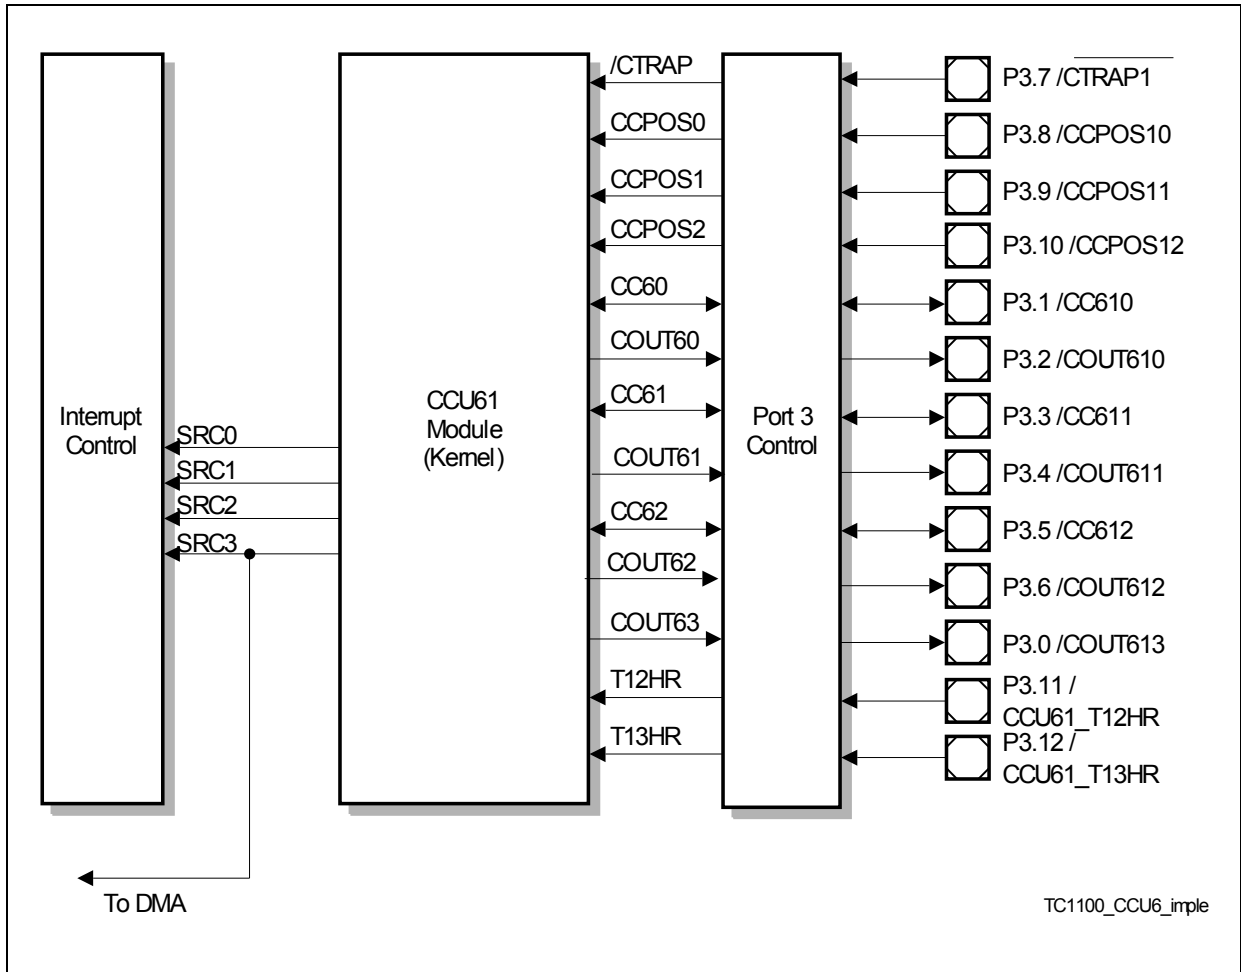 /CTRAP
P3.7 /CTRAP1
CCPOS0
P3.8 /CCPOS10
CCPOS1
P3.9 /CCPOS11
CCPOS2
P3.10 /CCPOS12
CC60
P3.1 /CC610
COUT60
P3.2 /COUT610
Interrupt
Control
SRC0
SRC1
SRC2
SRC3
CCU61
Module
(Kernel)
CC61
Port 3
Control
P3.3 /CC611
COUT61
P3.4 /COUT611
CC62
P3.5 /CC612
COUT62
P3.6 /COUT612
COUT63
P3.0 /COUT613
T12HR
P3.11 /
CCU61_T12HR
T13HR
P3.12 /
CCU61_T13HR
To DMA
TC1100_CCU6_imple